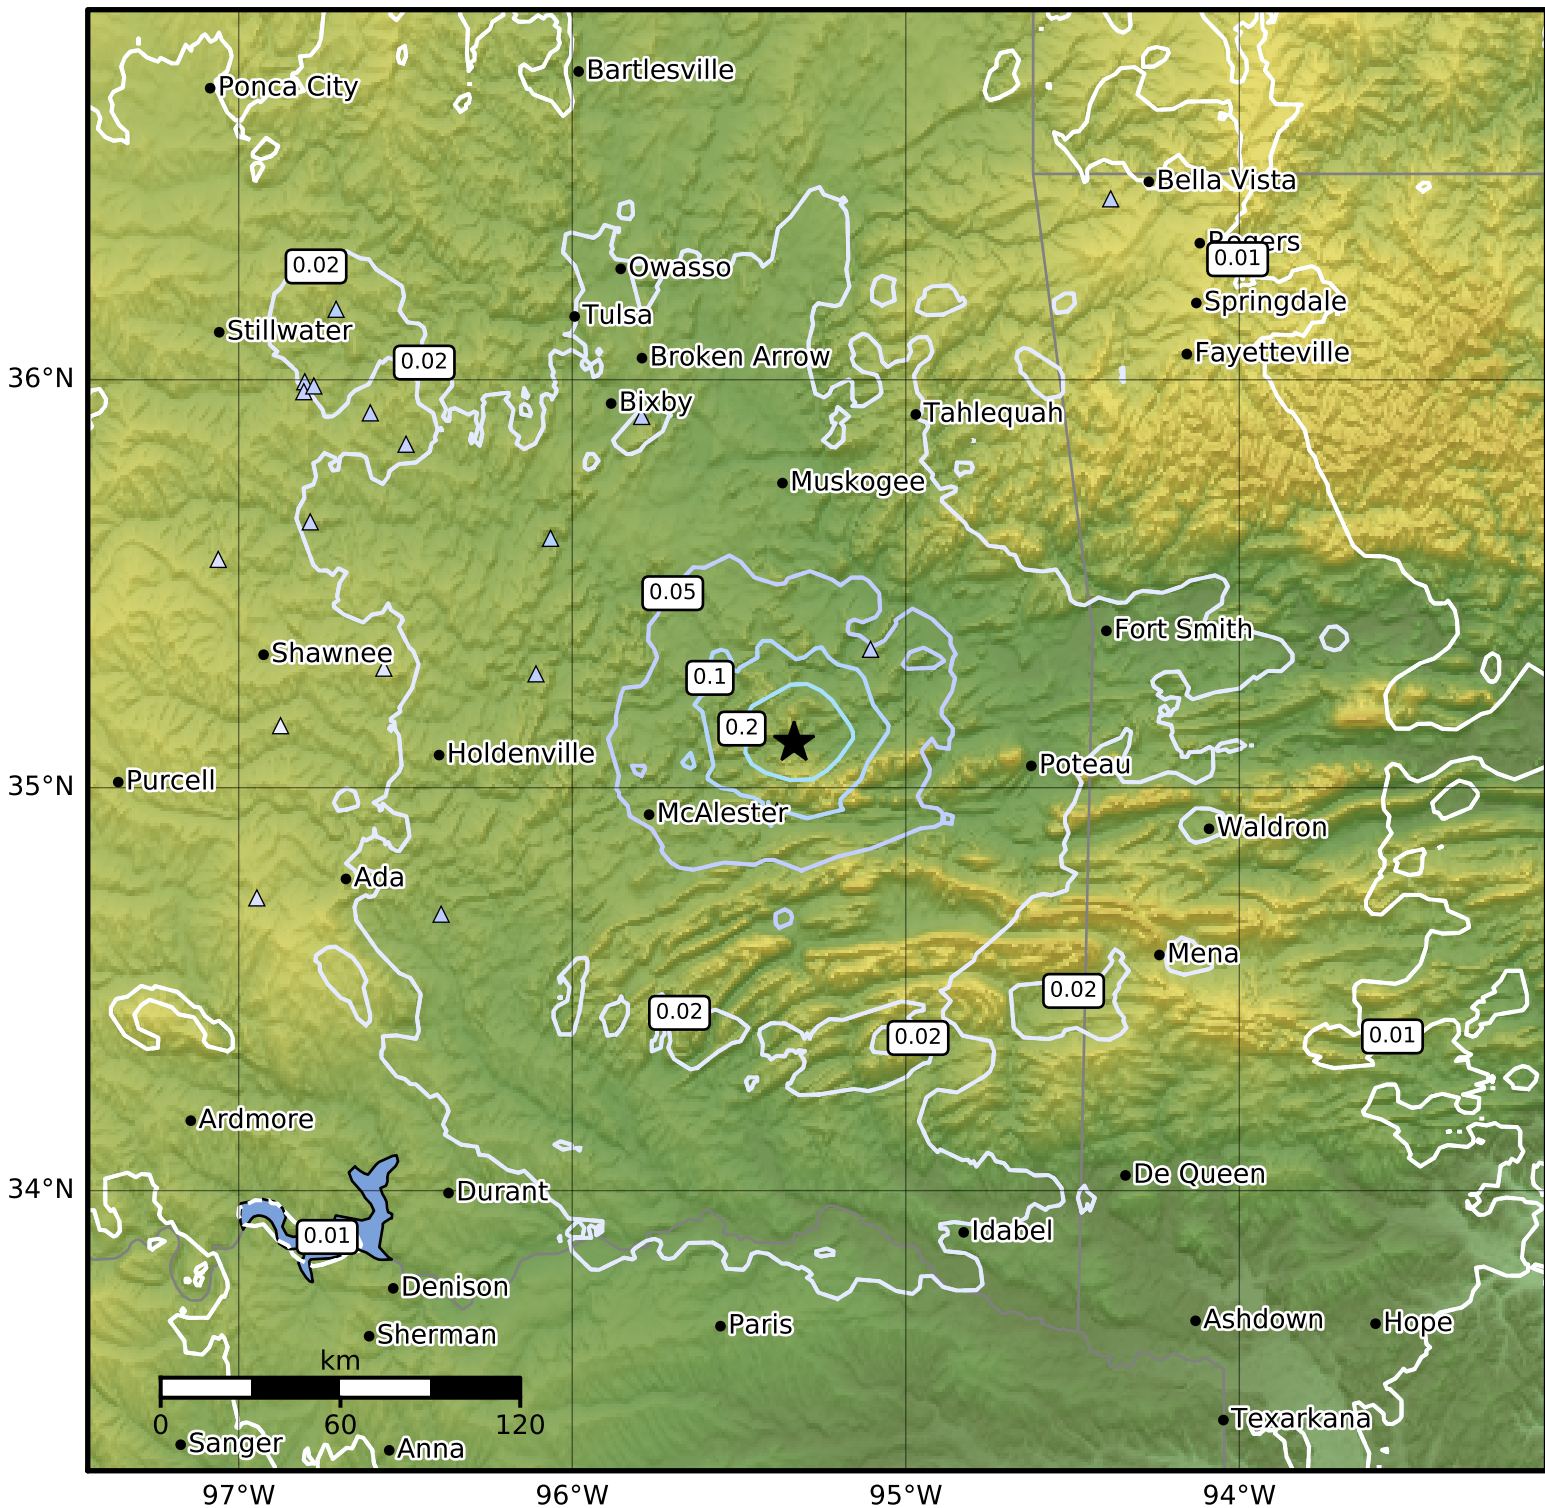 Bartlesville
Ponca City
Bella Vista
Rogers
0.01
0.02
Owasso
Springdale
Tulsa
Stillwater
Fayetteville
0.02
Broken Arrow
36°N
Bixby
Tahlequah
Muskogee
0.05
Fort Smith
Shawnee
0.1
0.2
Holdenville
Poteau
35°N
Purcell
McAlester
Waldron
Ada
Mena
0.02
0.02
0.02
0.01
Ardmore
De Queen
34°N
Durant
Idabel
0.01
Denison
Ashdown
Hope
Paris
Sherman
km
0 60 120
Texarkana
Sanger
Anna
97°W 96°W 95°W 94°W